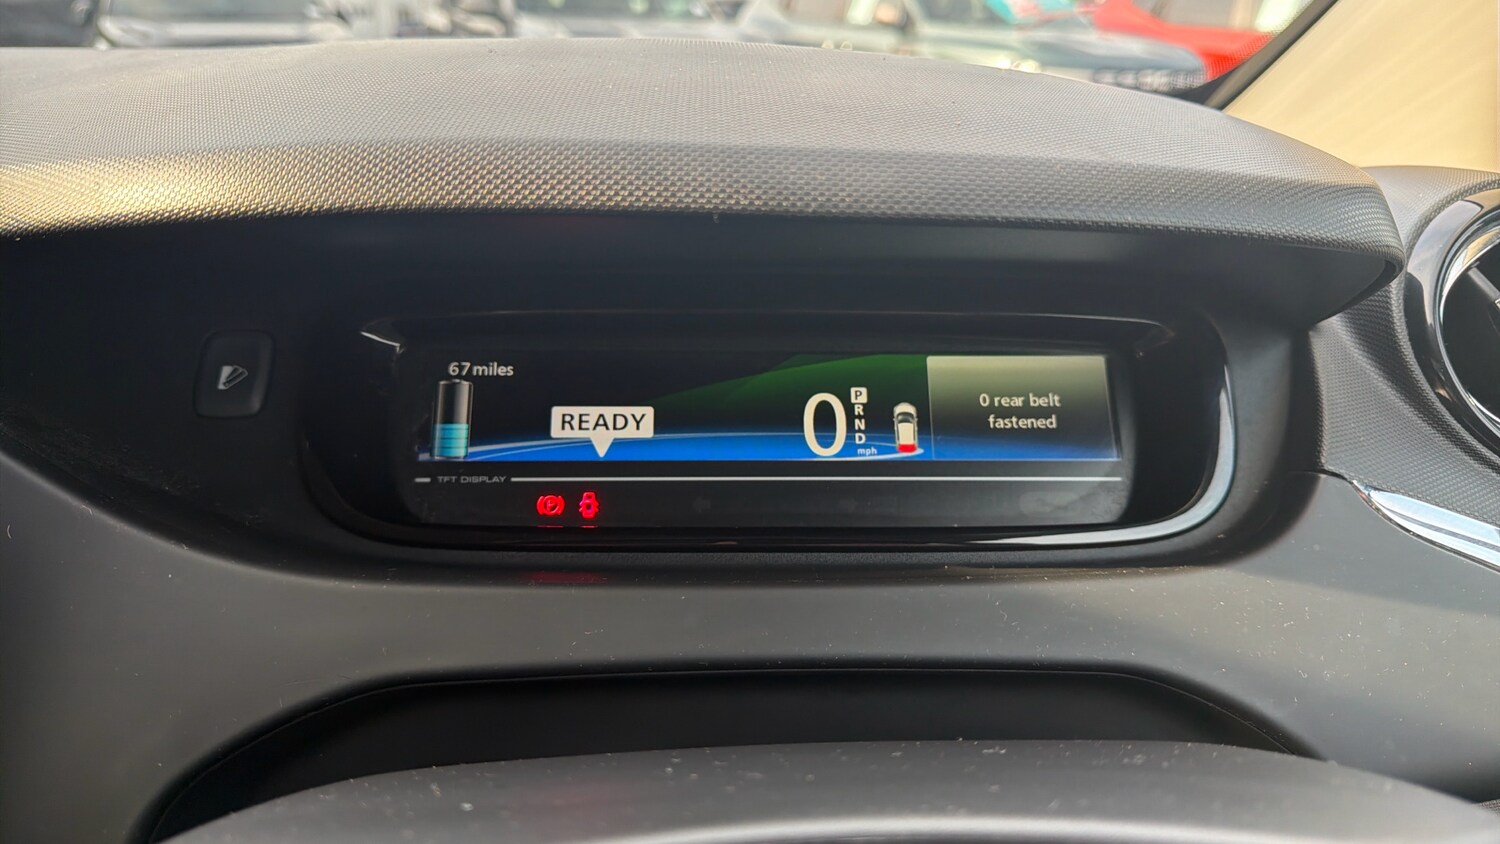 67 miles
READY
0
P
R
N
D
mph
0 rear belt
fastened
TFT DISPLAY
P